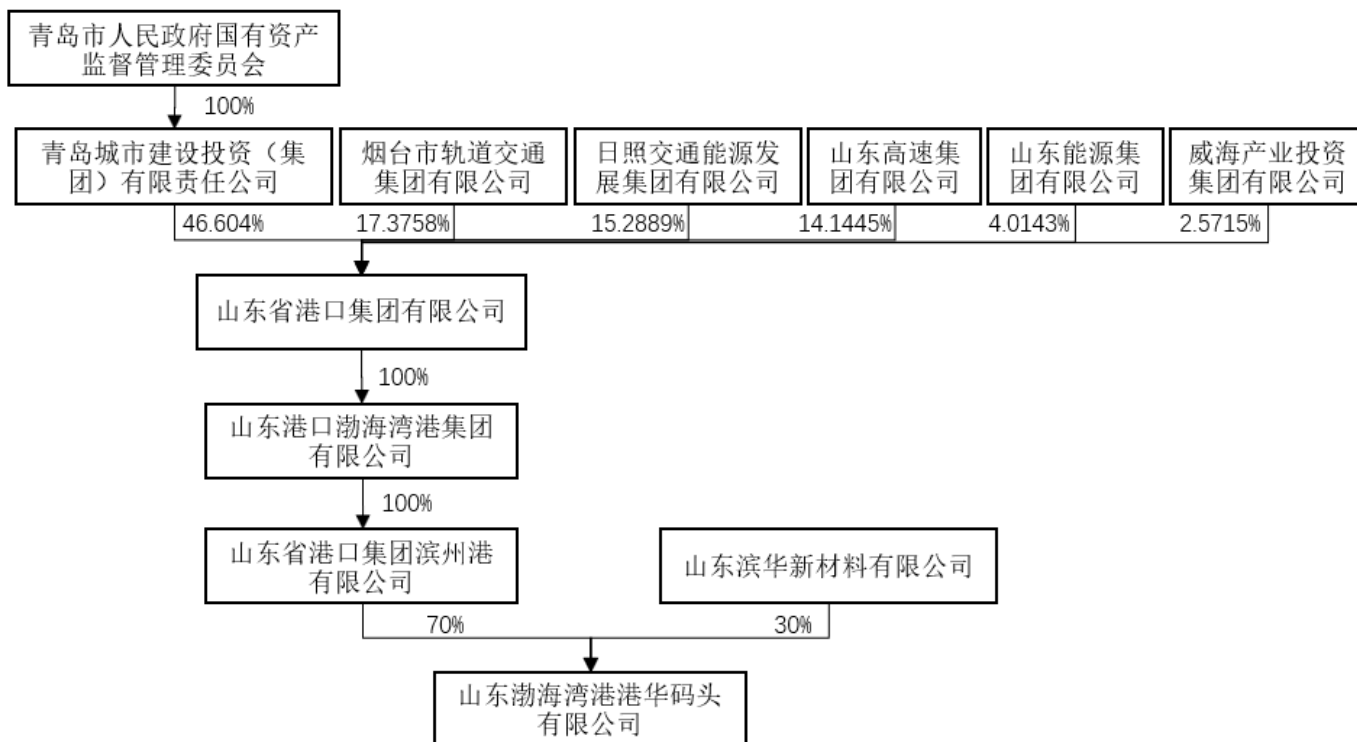 青岛市人民政府国有资产
监督管理委员会
100%
青岛城市建设投资（集
团）有限责任公司
烟台市轨道交通
集团有限公司
日照交通能源发
展集团有限公司
山东高速集
团有限公司
山东能源集
团有限公司
威海产业投资
集团有限公司
46.604%
17.3758%
15.2889%
14.1445%
4.0143%
2.5715%
山东省港口集团有限公司
100%
山东港口渤海湾港集团
有限公司
100%
山东省港口集团滨州港
有限公司
山东滨华新材料有限公司
70%
30%
山东渤海湾港港华码头
有限公司